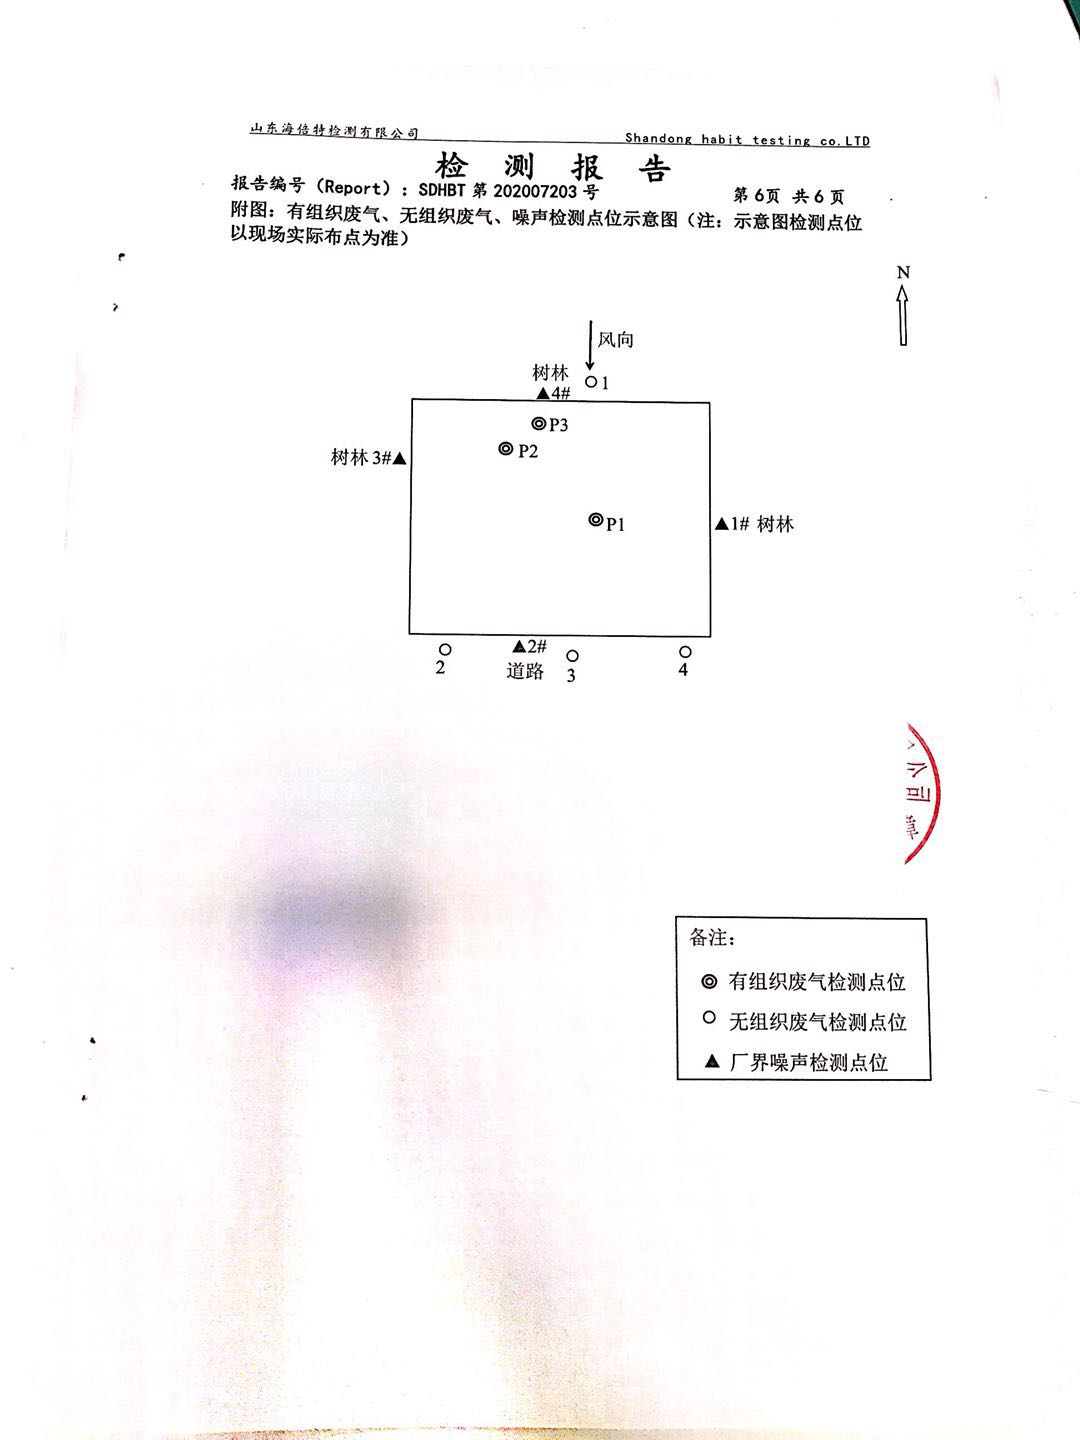 山东海倍特检测有限公司 Shandong habit testing co.LTD
检 测 报 告
报告编号（Report）: SDHBT 第 202007203 号 第 6页 共 6 页
附图：有组织废气、无组织废气、噪声检测点位示意图（注：示意图检测点位
以现场实际布点为准）
N
风向
树林
1
▲4#
P3
P2
树林 3#▲
P1
▲1# 树林
▲2#
2
道路
3
4
公司
章
备注：
◎ 有组织废气检测点位
○ 无组织废气检测点位
▲ 厂界噪声检测点位